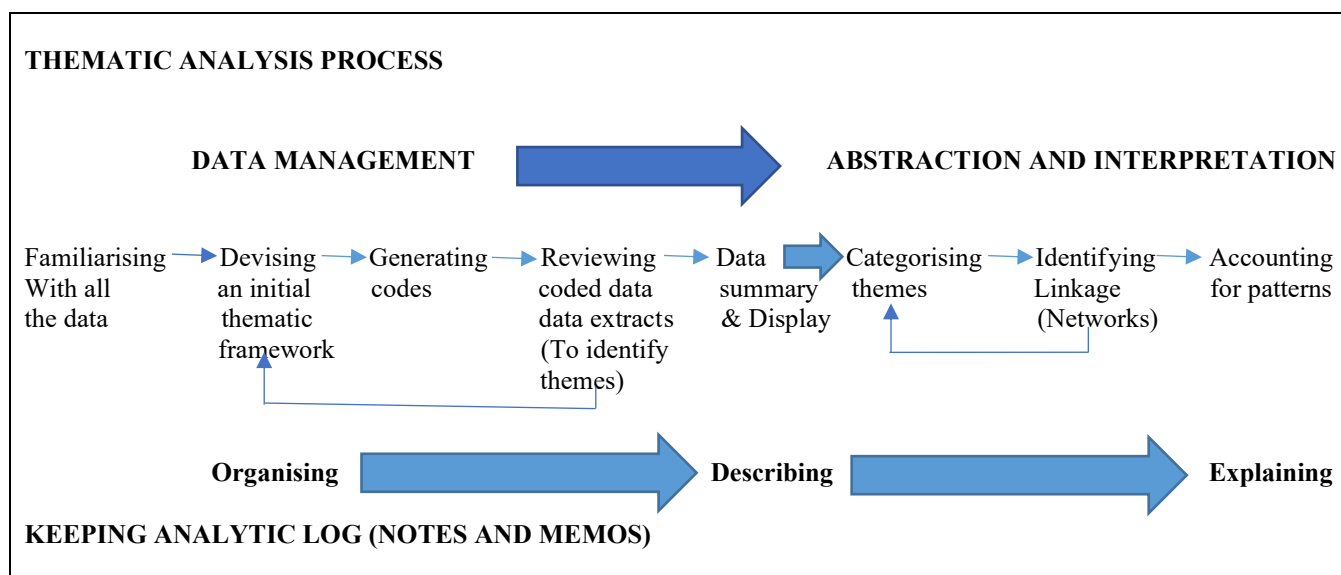 THEMATIC ANALYSIS PROCESS
DATA MANAGEMENT
ABSTRACTION AND INTERPRETATION
Familiarising
With all
the data
Devising
an initial
thematic
framework
Generating
codes
Reviewing
coded data
data extracts
(To identify
themes)
Data
summary
& Display
Categorising
themes
Identifying
Linkage
(Networks)
Accounting
for patterns
Organising
Describing
Explaining
KEEPING ANALYTIC LOG (NOTES AND MEMOS)